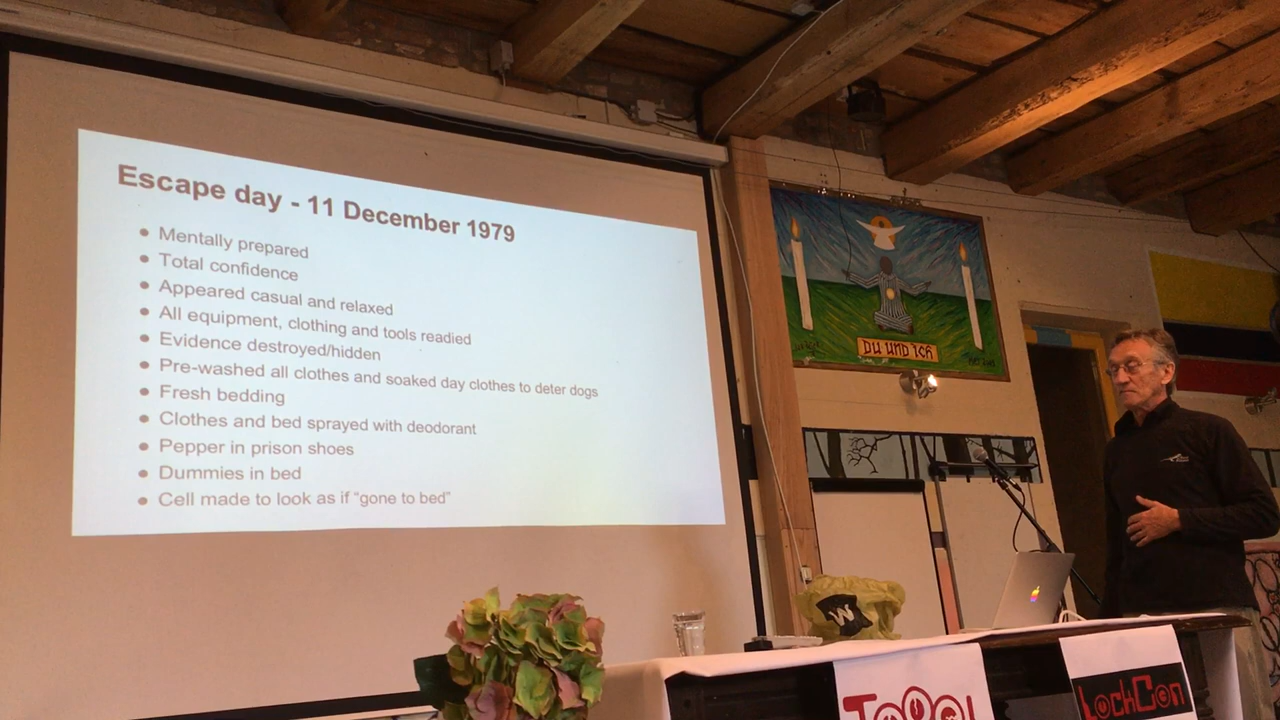 Escape day - 11 December 1979
● Mentally prepared
● Total confidence
● Appeared casual and relaxed
● All equipment, clothing and tools readied
● Evidence destroyed/hidden
● Pre-washed all clothes and soaked day clothes to deter dogs
● Fresh bedding
● Clothes and bed sprayed with deodorant
● Pepper in prison shoes
● Dummies in bed
● Cell made to look as if “gone to bed”
DU UND ICH
W
LockCon